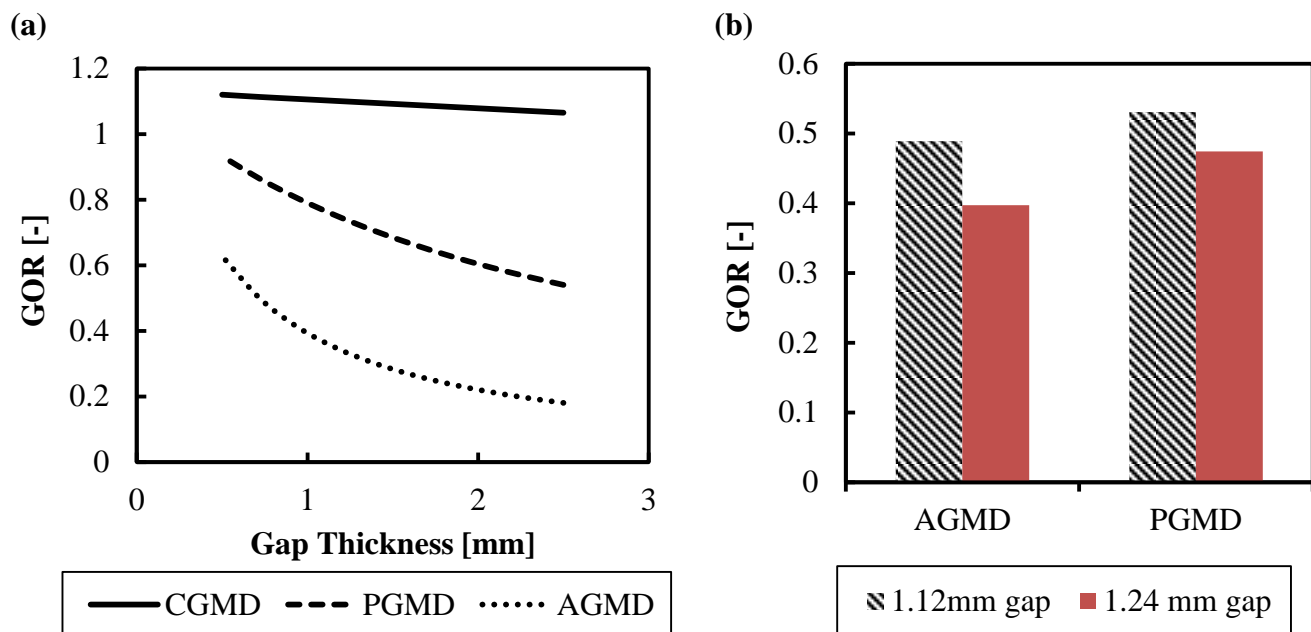 (a)
1.2
1
0.8
0.6
0.4
0.2
0
GOR [-]
0 1 2 3
Gap Thickness [mm]
CGMD PGMD AGMD
(b)
0.6
0.5
0.4
0.3
0.2
0.1
0
GOR [-]
AGMD PGMD
1.12mm gap 1.24 mm gap